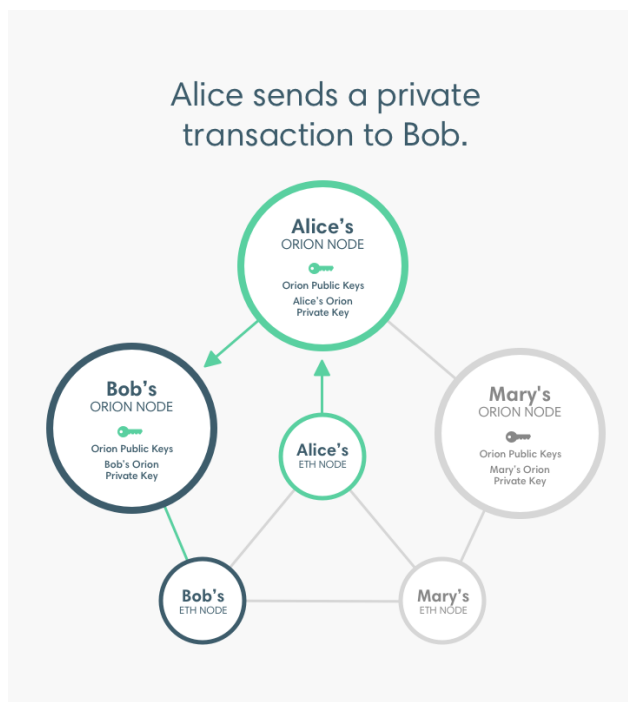 Alice sends a private
transaction to Bob.
Alice’s
ORION NODE
Orion Public Keys
Alice’s Orion
Private Key
Bob’s
ORION NODE
Orion Public Keys
Bob’s Orion
Private Key
Mary's
ORION NODE
Orion Public Keys
Mary’s Orion
Private Key
Alice’s
ETH NODE
Bob’s
ETH NODE
Mary’s
ETH NODE